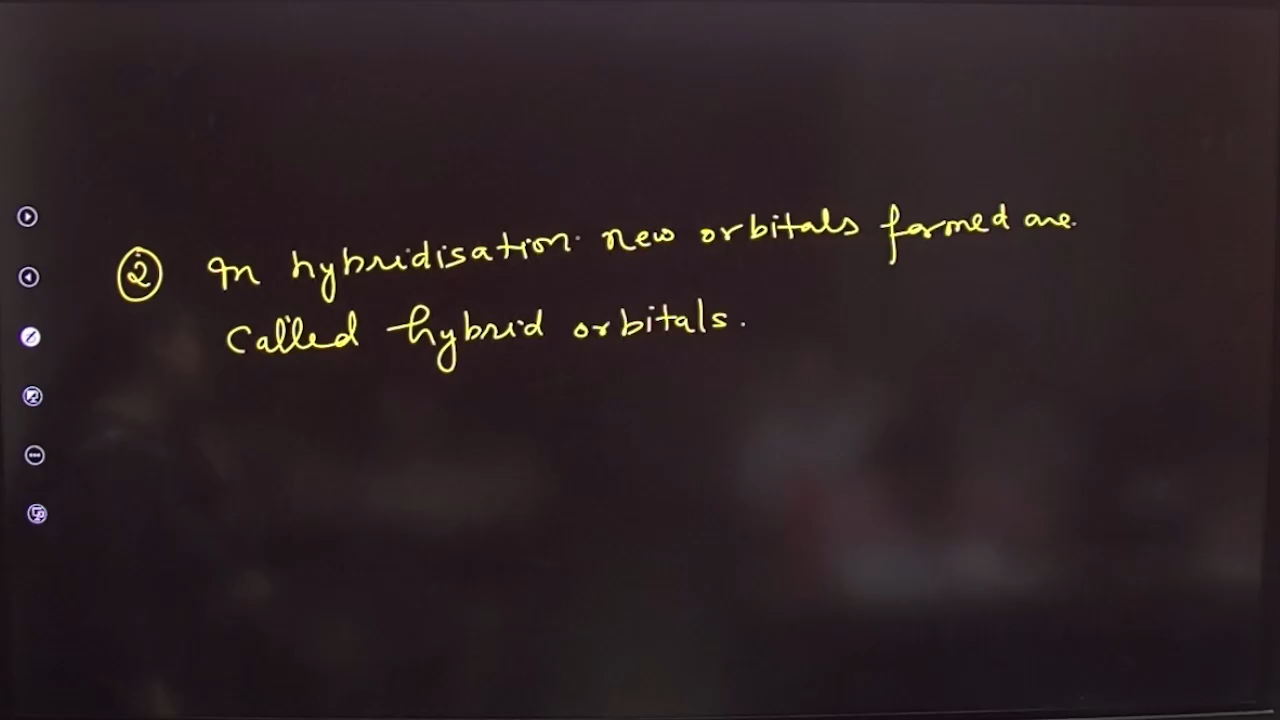 ② In hybridisation new orbitals formed are
called hybrid orbitals.